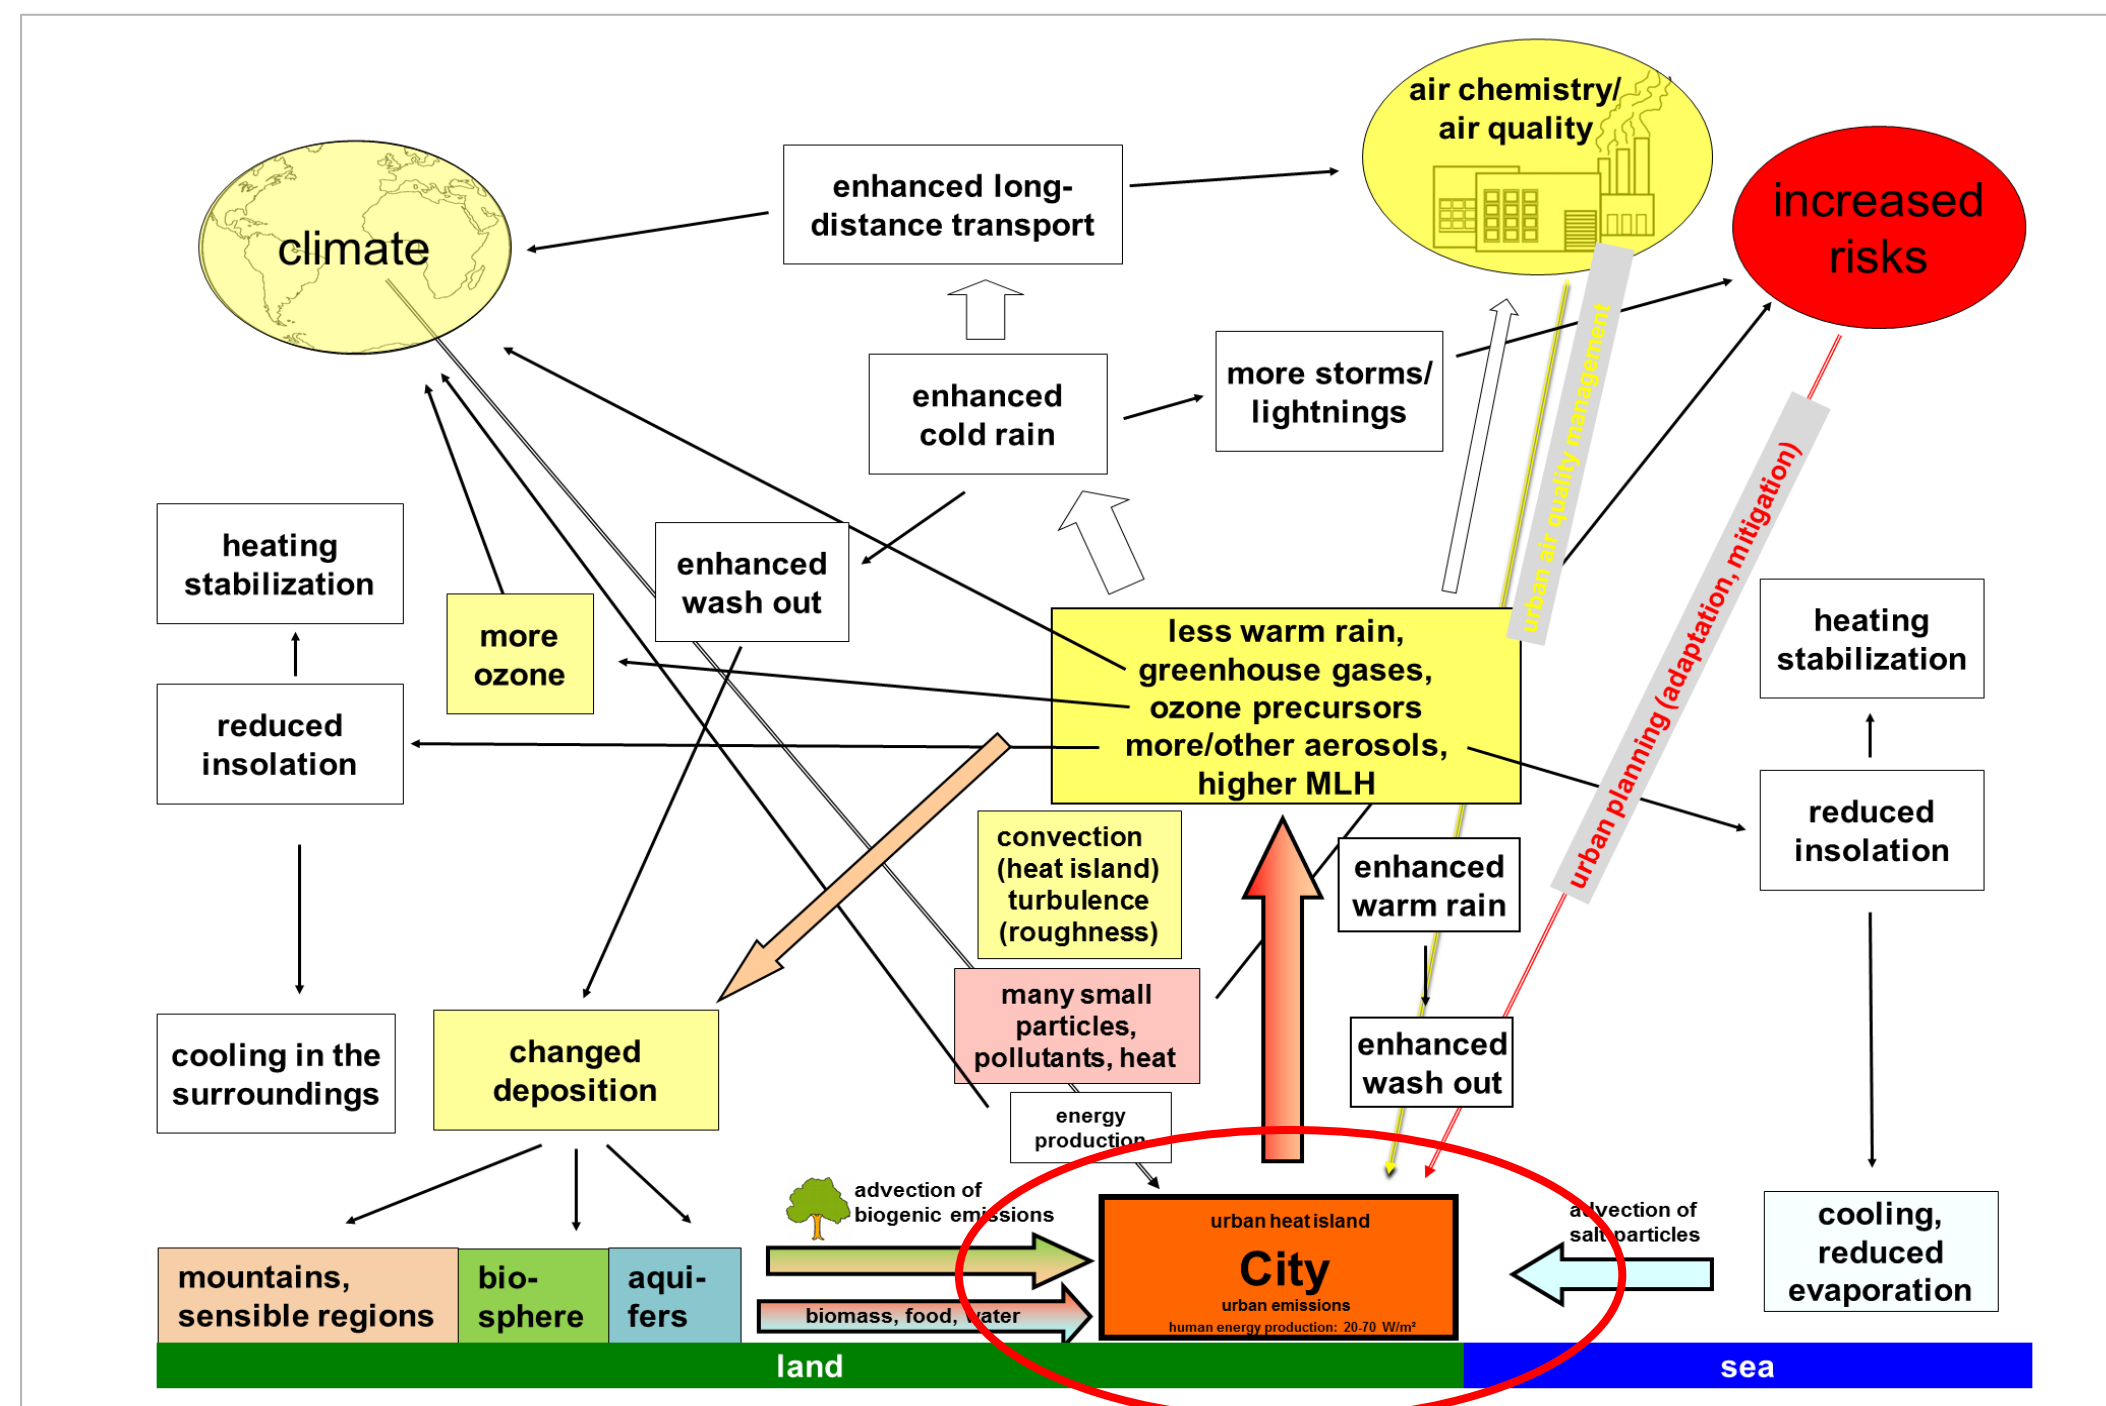 air chemistry/
air quality
increased
risks
enhanced long-
distance transport
climate
enhanced
cold rain
more storms/
lightnings
urban air quality management
urban planning (adaptation, mitigation)
heating
stabilization
enhanced
wash out
more
ozone
reduced
insolation
less warm rain,
greenhouse gases,
ozone precursors
more/other aerosols,
higher MLH
heating
stabilization
reduced
insolation
convection
(heat island)
turbulence
(roughness)
enhanced
warm rain
many small
particles,
pollutants, heat
enhanced
wash out
cooling in the
surroundings
changed
deposition
energy
production
advection of
biogenic emissions
urban heat island
City
urban emissions
human energy production: 20-70 W/m²
advection of
salt particles
cooling,
reduced
evaporation
mountains,
sensible regions
bio-
sphere
aqui-
fers
biomass, food, water
land
sea